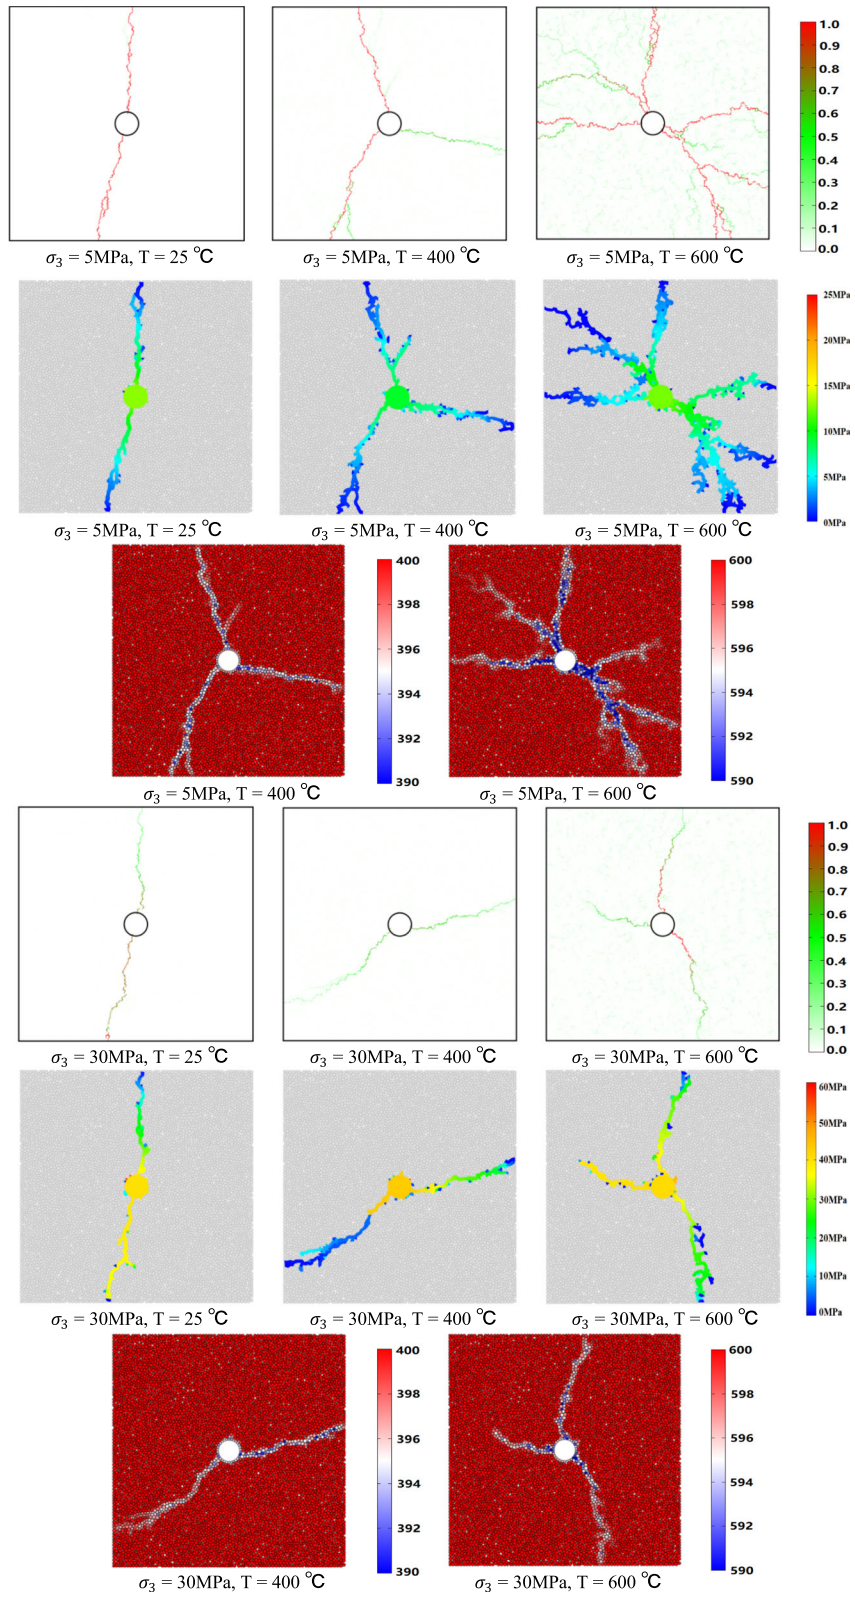 1.0
0.9
0.8
0.7
0.6
0.5
0.4
0.3
0.2
0.1
0.0
σ₃ = 5MPa, T = 25 °C
σ₃ = 5MPa, T = 400 °C
σ₃ = 5MPa, T = 600 °C
25MPa
20MPa
15MPa
10MPa
5MPa
0MPa
σ₃ = 5MPa, T = 25 °C
σ₃ = 5MPa, T = 400 °C
σ₃ = 5MPa, T = 600 °C
400
398
396
394
392
390
600
598
596
594
592
590
σ₃ = 5MPa, T = 400 °C
σ₃ = 5MPa, T = 600 °C
1.0
0.9
0.8
0.7
0.6
0.5
0.4
0.3
0.2
0.1
0.0
σ₃ = 30MPa, T = 25 °C
σ₃ = 30MPa, T = 400 °C
σ₃ = 30MPa, T = 600 °C
60MPa
50MPa
40MPa
30MPa
20MPa
10MPa
0MPa
σ₃ = 30MPa, T = 25 °C
σ₃ = 30MPa, T = 400 °C
σ₃ = 30MPa, T = 600 °C
400
398
396
394
392
390
600
598
596
594
592
590
σ₃ = 30MPa, T = 400 °C
σ₃ = 30MPa, T = 600 °C